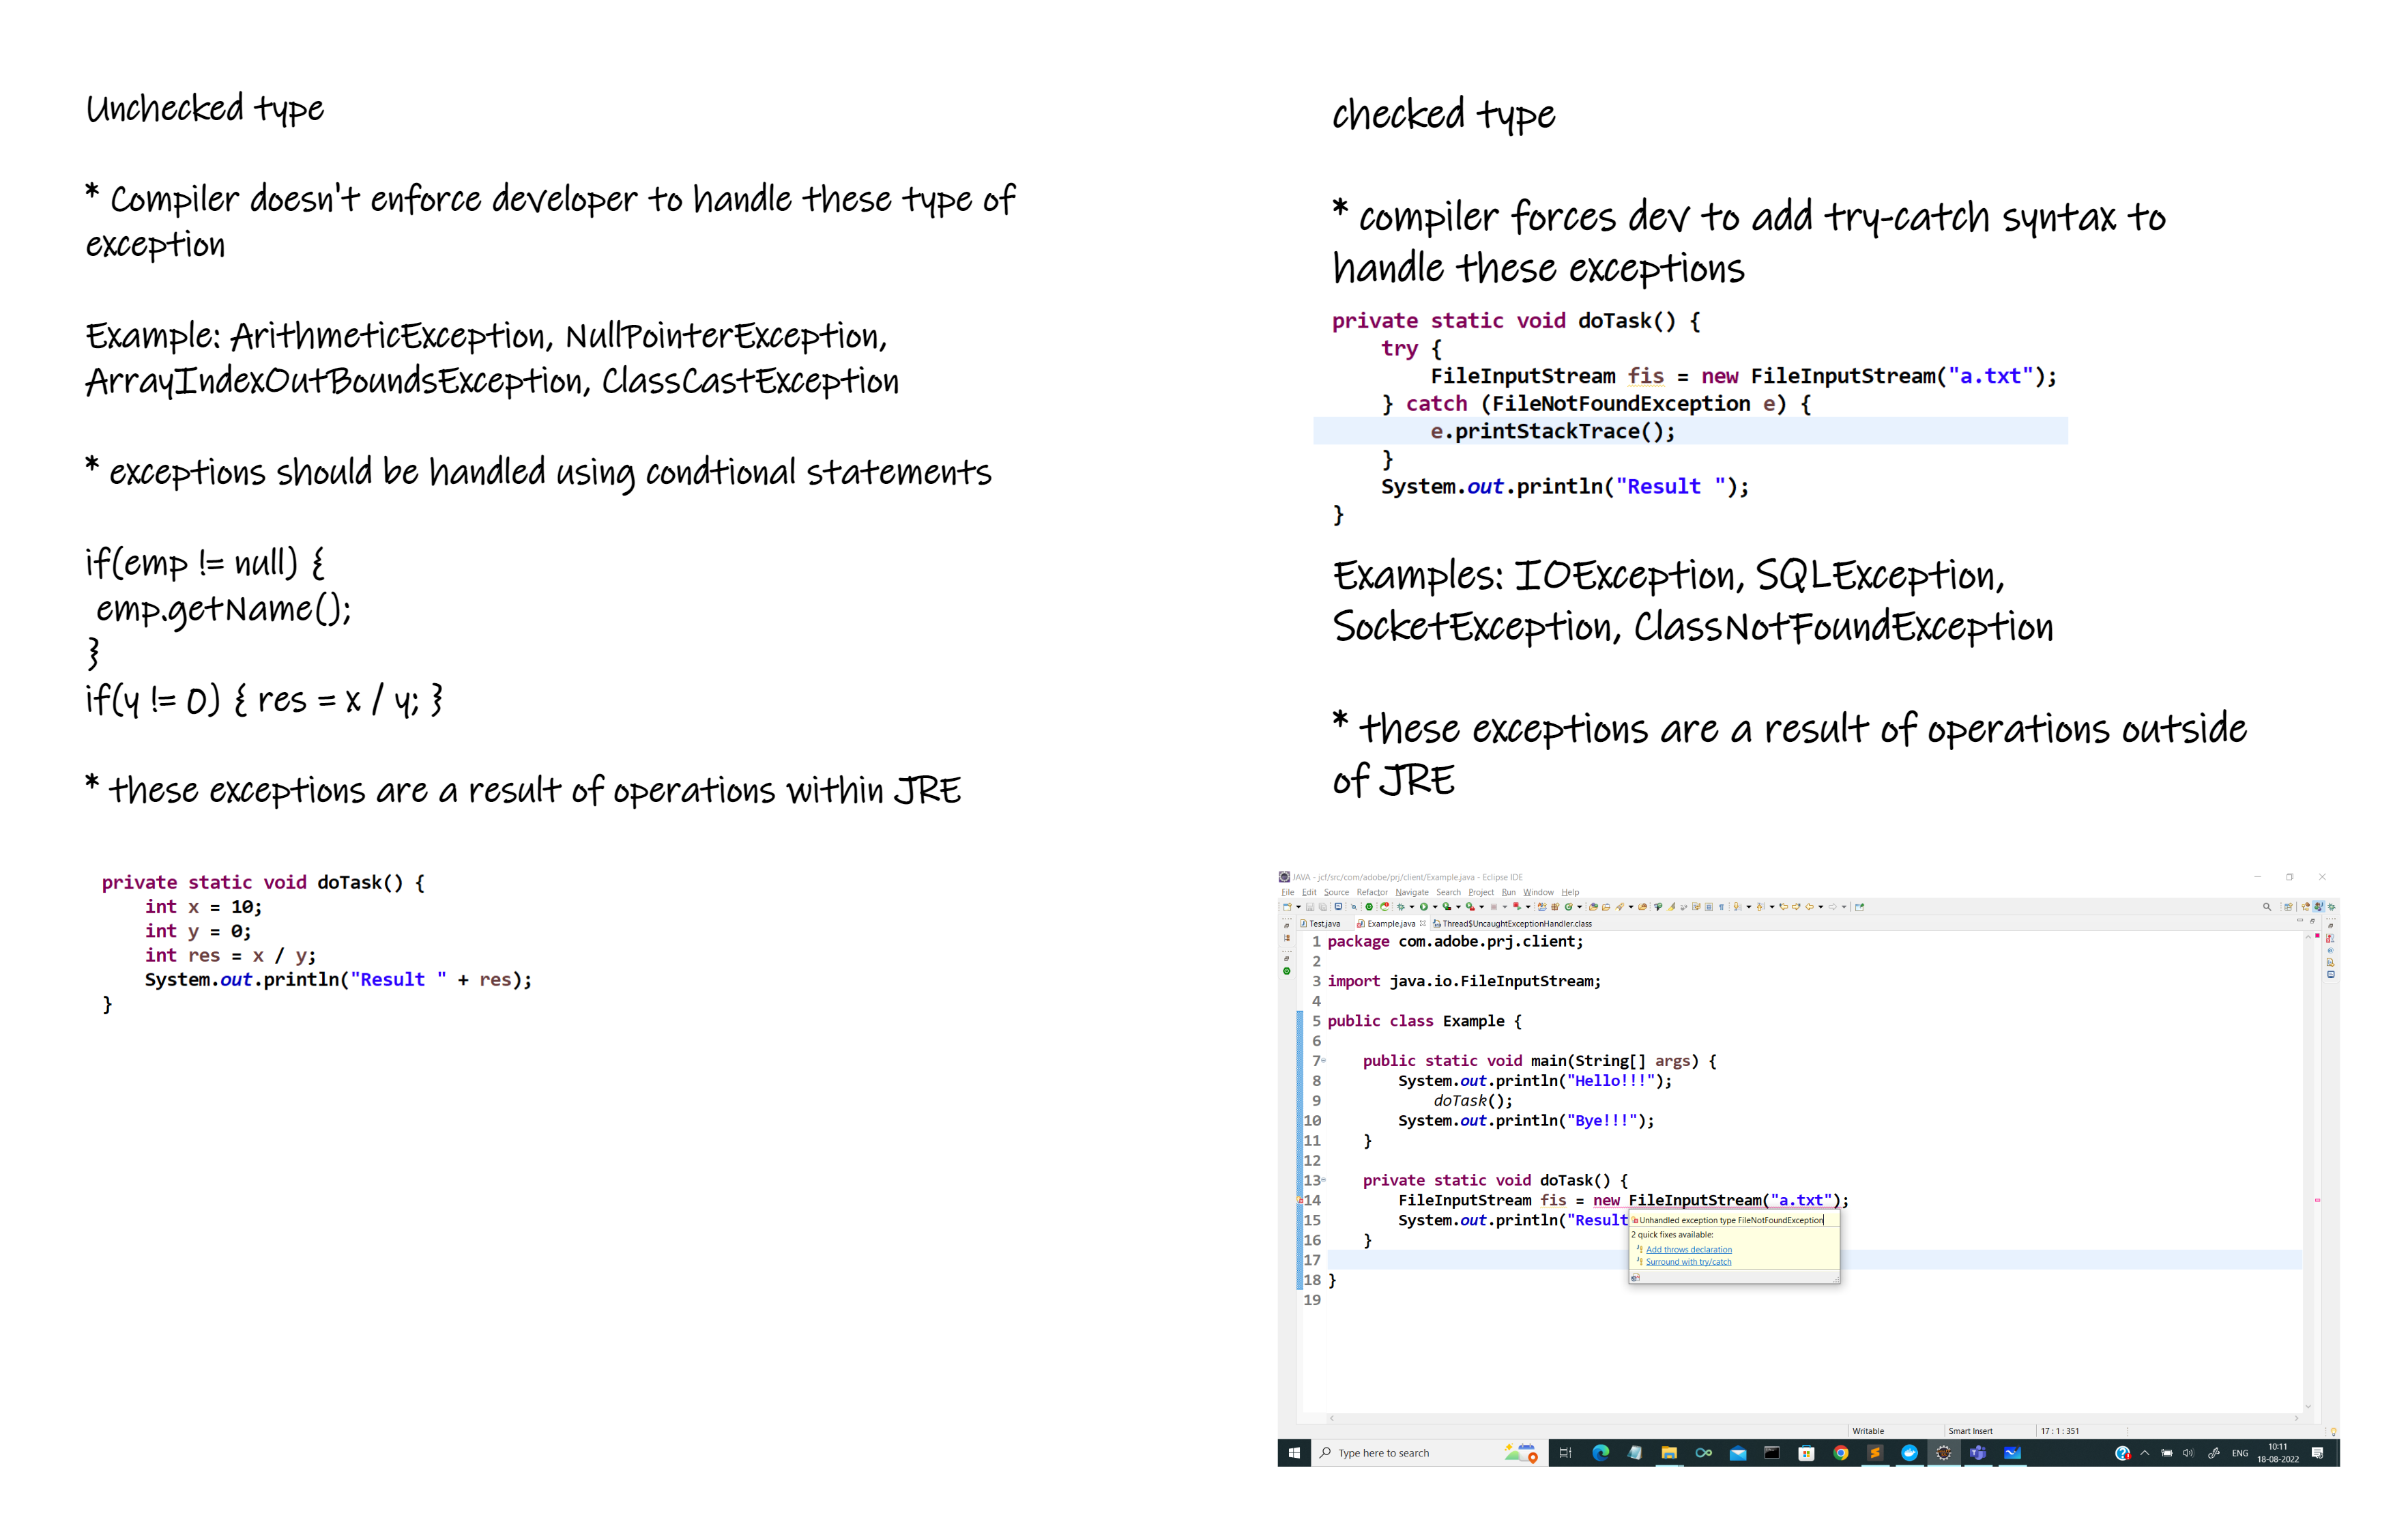 Unchecked type
* Compiler doesn't enforce developer to handle these type of
exception
Example: ArithmeticException, NullPointerException,
ArrayIndexOutBoundsException, ClassCastException
* exceptions should be handled using condtional statements
if(emp != null) {
emp.getName();
}
if(y != 0) { res = x / y; }
* these exceptions are a result of operations within JRE
private static void doTask() {
int x = 10;
int y = 0;
int res = x / y;
System.out.println("Result " + res);
}
checked type
* compiler forces dev to add try-catch syntax to
handle these exceptions
private static void doTask() {
try {
FileInputStream fis = new FileInputStream("a.txt");
} catch (FileNotFoundException e) {
e.printStackTrace();
}
System.out.println("Result ");
}
Examples: IOException, SQLException,
SocketException, ClassNotFoundException
* these exceptions are a result of operations outside
of JRE
JAVA - jcf/src/com/adobe/prj/client/Example.java - Eclipse IDE
File Edit Source Refactor Navigate Search Project Run Window Help
Test.java Example.java Thread$UncaughtExceptionHandler.class
1 package com.adobe.prj.client;
2
3 import java.io.FileInputStream;
4
5 public class Example {
6
7 public static void main(String[] args) {
8 System.out.println("Hello!!!");
9 doTask();
10 System.out.println("Bye!!!");
11 }
12
13 private static void doTask() {
14 FileInputStream fis = new FileInputStream("a.txt");
15 System.out.println("Result
16 }
17
18 }
19
Unhandled exception type FileNotFoundException
2 quick fixes available:
Add throws declaration
Surround with try/catch
Writable Smart Insert 17 : 1 : 351
Type here to search
ENG
10:11
18-08-2022